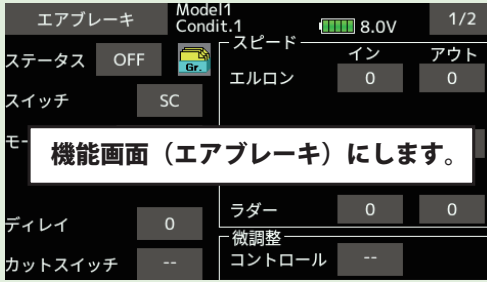 エアブレーキ
Model1
Condit.1
8.0V
1/2
ステータス OFF
Gr.
スイッチ SC
モー
ディレイ 0
カットスイッチ --
スピード
イン アウト
エルロン 0 0
ラダー 0 0
微調整
コントロール --
機能画面(エアブレーキ)にします。